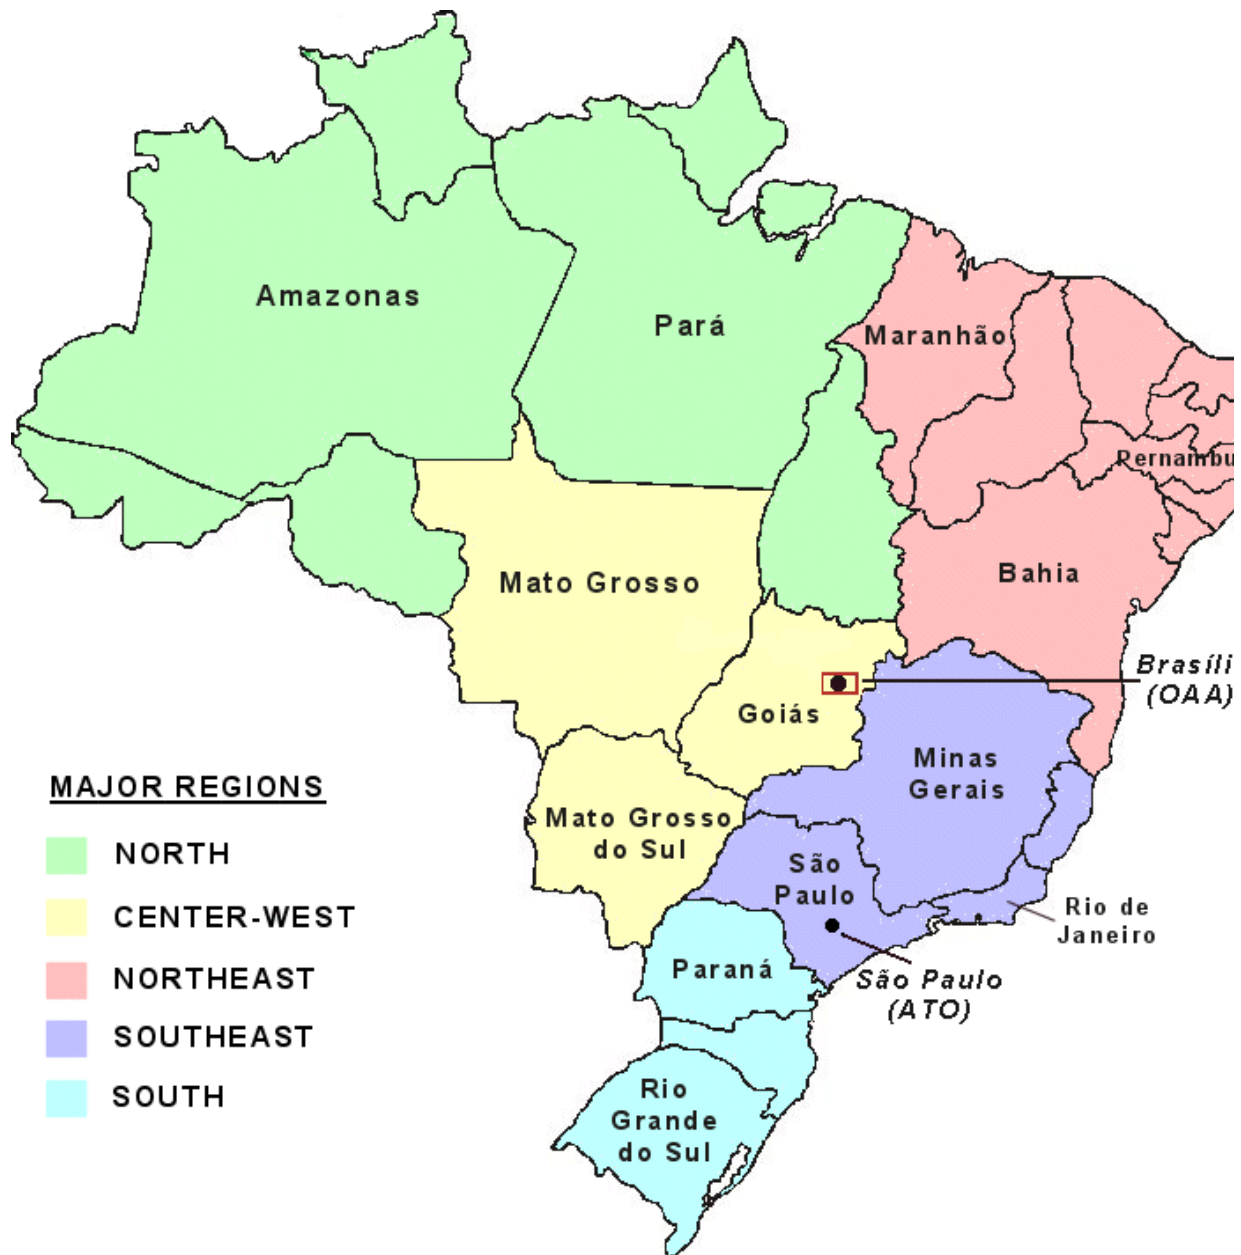 Amazonas
Pará
Maranhão
Pernambu
Mato Grosso
Bahia
Brasíli
(OAA)
Goiás
Minas
Gerais
MAJOR REGIONS
Mato Grosso
do Sul
NORTH
São
Paulo
CENTER-WEST
Rio de
Janeiro
NORTHEAST
Paraná
São Paulo
(ATO)
SOUTHEAST
SOUTH
Rio
Grande
do Sul